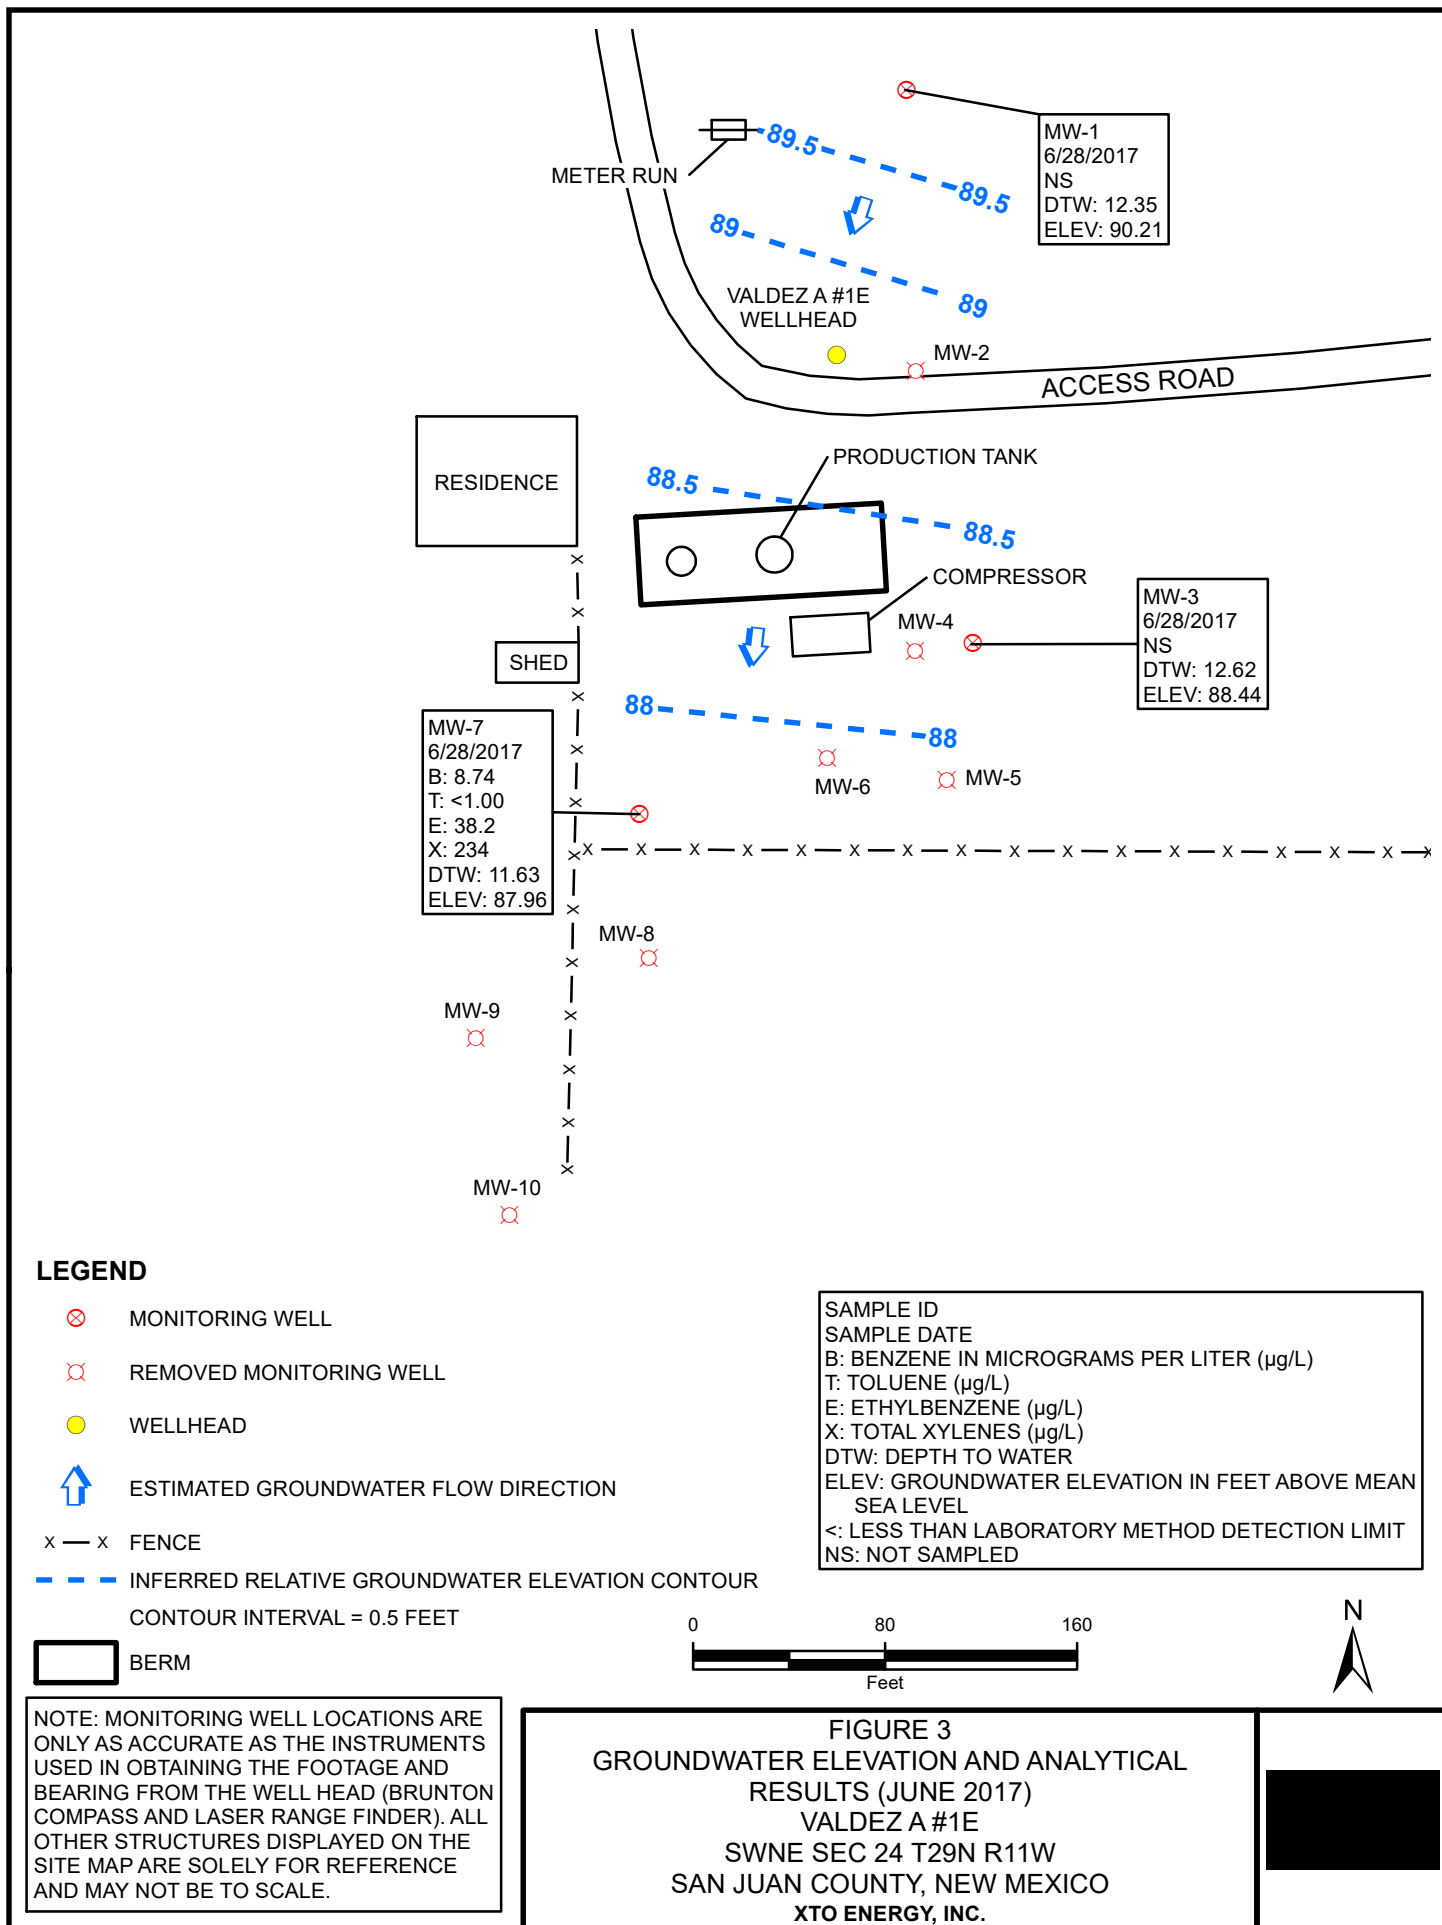 MW-1
6/28/2017
NS
DTW: 12.35
ELEV: 90.21
89.5
89.5
METER RUN
89
89
VALDEZ A #1E
WELLHEAD
MW-2
ACCESS ROAD
RESIDENCE
PRODUCTION TANK
88.5
88.5
COMPRESSOR
MW-3
6/28/2017
NS
DTW: 12.62
ELEV: 88.44
MW-4
SHED
88
88
MW-7
6/28/2017
B: 8.74
T: <1.00
E: 38.2
X: 234
DTW: 11.63
ELEV: 87.96
MW-6
MW-5
MW-8
MW-9
MW-10
LEGEND
MONITORING WELL
REMOVED MONITORING WELL
WELLHEAD
ESTIMATED GROUNDWATER FLOW DIRECTION
X — X FENCE
INFERRED RELATIVE GROUNDWATER ELEVATION CONTOUR
CONTOUR INTERVAL = 0.5 FEET
BERM
SAMPLE ID
SAMPLE DATE
B: BENZENE IN MICROGRAMS PER LITER (µg/L)
T: TOLUENE (µg/L)
E: ETHYLBENZENE (µg/L)
X: TOTAL XYLENES (µg/L)
DTW: DEPTH TO WATER
ELEV: GROUNDWATER ELEVATION IN FEET ABOVE MEAN
SEA LEVEL
<: LESS THAN LABORATORY METHOD DETECTION LIMIT
NS: NOT SAMPLED
0 80 160
Feet
N
NOTE: MONITORING WELL LOCATIONS ARE
ONLY AS ACCURATE AS THE INSTRUMENTS
USED IN OBTAINING THE FOOTAGE AND
BEARING FROM THE WELL HEAD (BRUNTON
COMPASS AND LASER RANGE FINDER). ALL
OTHER STRUCTURES DISPLAYED ON THE
SITE MAP ARE SOLELY FOR REFERENCE
AND MAY NOT BE TO SCALE.
FIGURE 3
GROUNDWATER ELEVATION AND ANALYTICAL
RESULTS (JUNE 2017)
VALDEZ A #1E
SWNE SEC 24 T29N R11W
SAN JUAN COUNTY, NEW MEXICO
XTO ENERGY, INC.